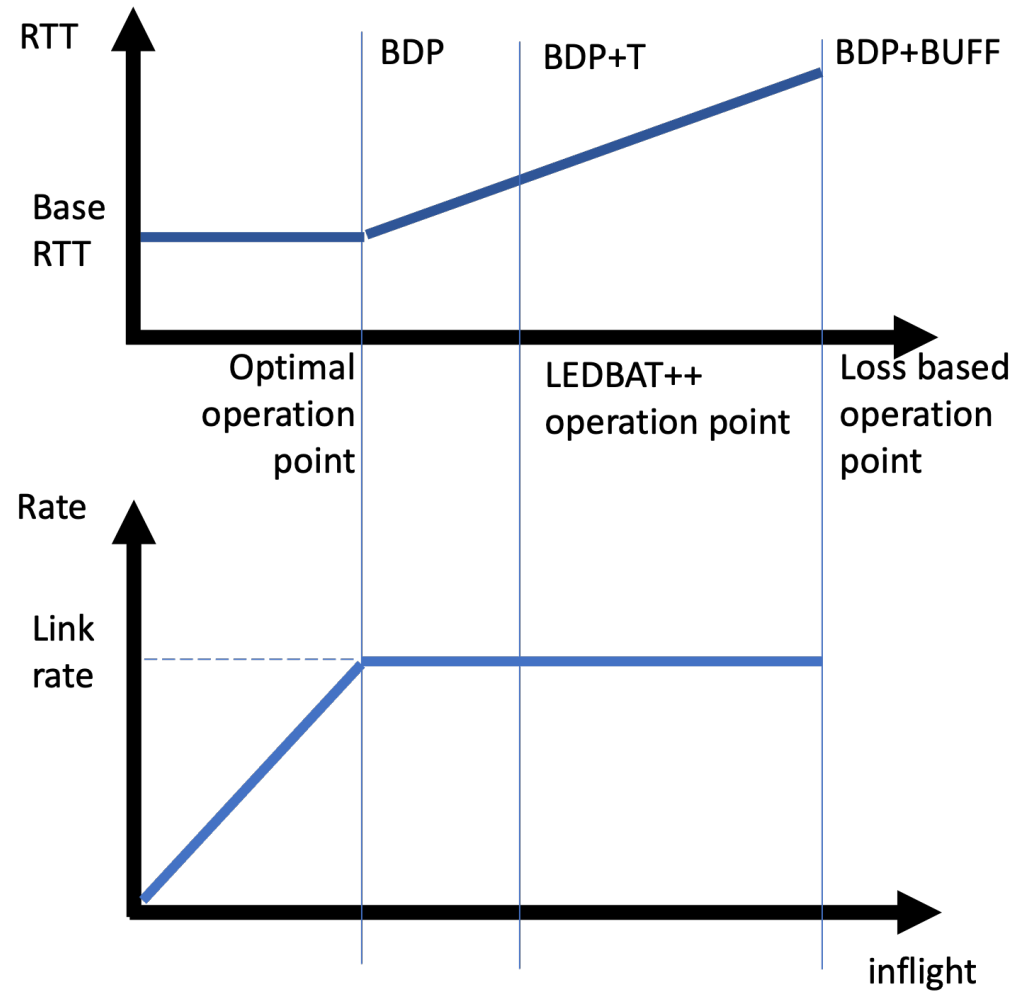 RTT
BDP
BDP+T
BDP+BUFF
Base
RTT
Optimal
operation
point
LEDBAT++
operation point
Loss based
operation
point
Rate
Link
rate
inflight